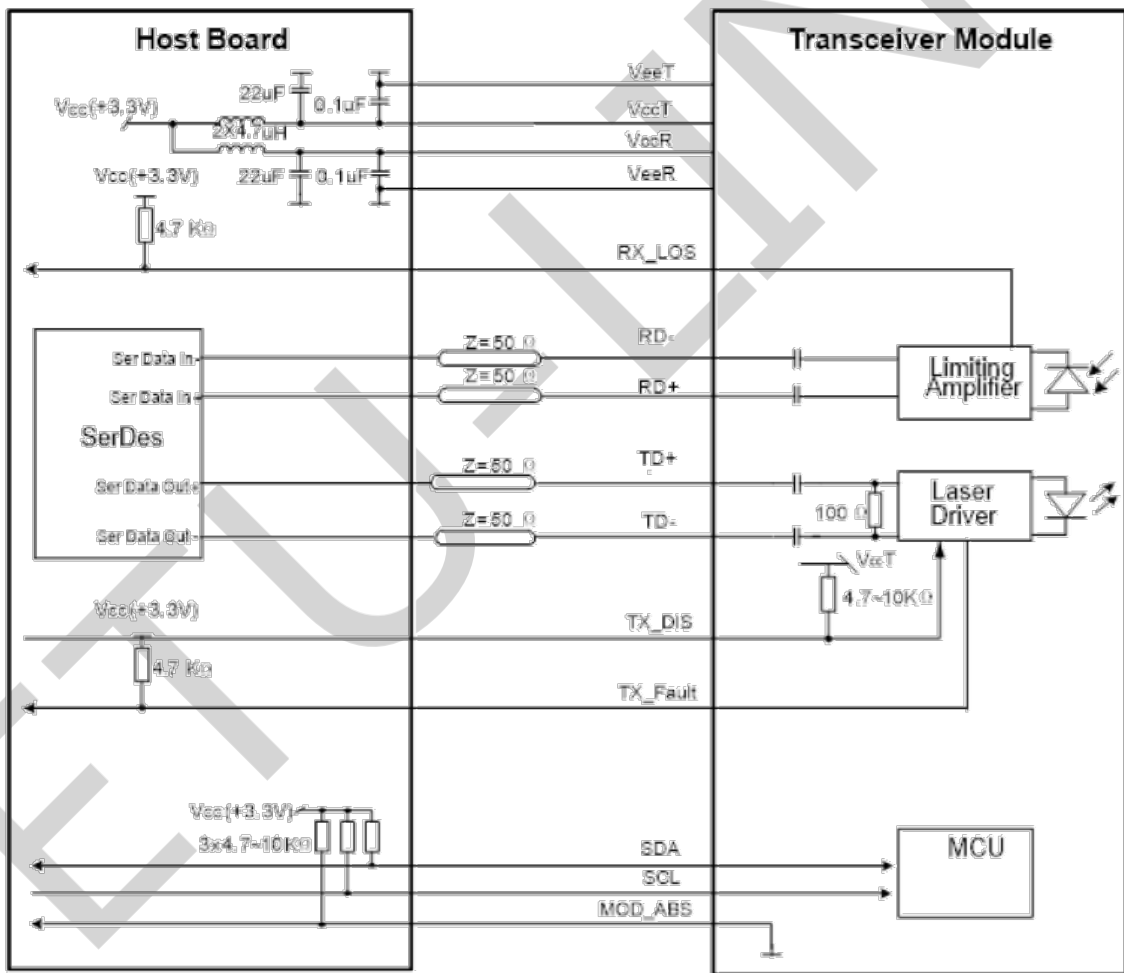 Host Board
Transceiver Module
VeeT
22uF
0.1uF
Vcc(+3.3V)
VccT
2X4.7uH
VccR
Vcc(+3.3V)
22uF
0.1uF
VeeR
4.7 KΩ
RX_LOS
Z=50 Ω
RD-
Ser Data In-
Z=50 Ω
Limiting
Amplifier
Ser Data In+
RD+
SerDes
Z=50 Ω
TD+
Ser Data Out+
Laser
Driver
Z=50 Ω
TD-
100 Ω
Ser Data Out-
VccT
4.7~10KΩ
Vcc(+3.3V)
TX_DIS
4.7 KΩ
TX_Fault
Vcc(+3.3V)
3x4.7~10KΩ
SDA
MCU
SCL
MOD_ABS
ETU-LIN